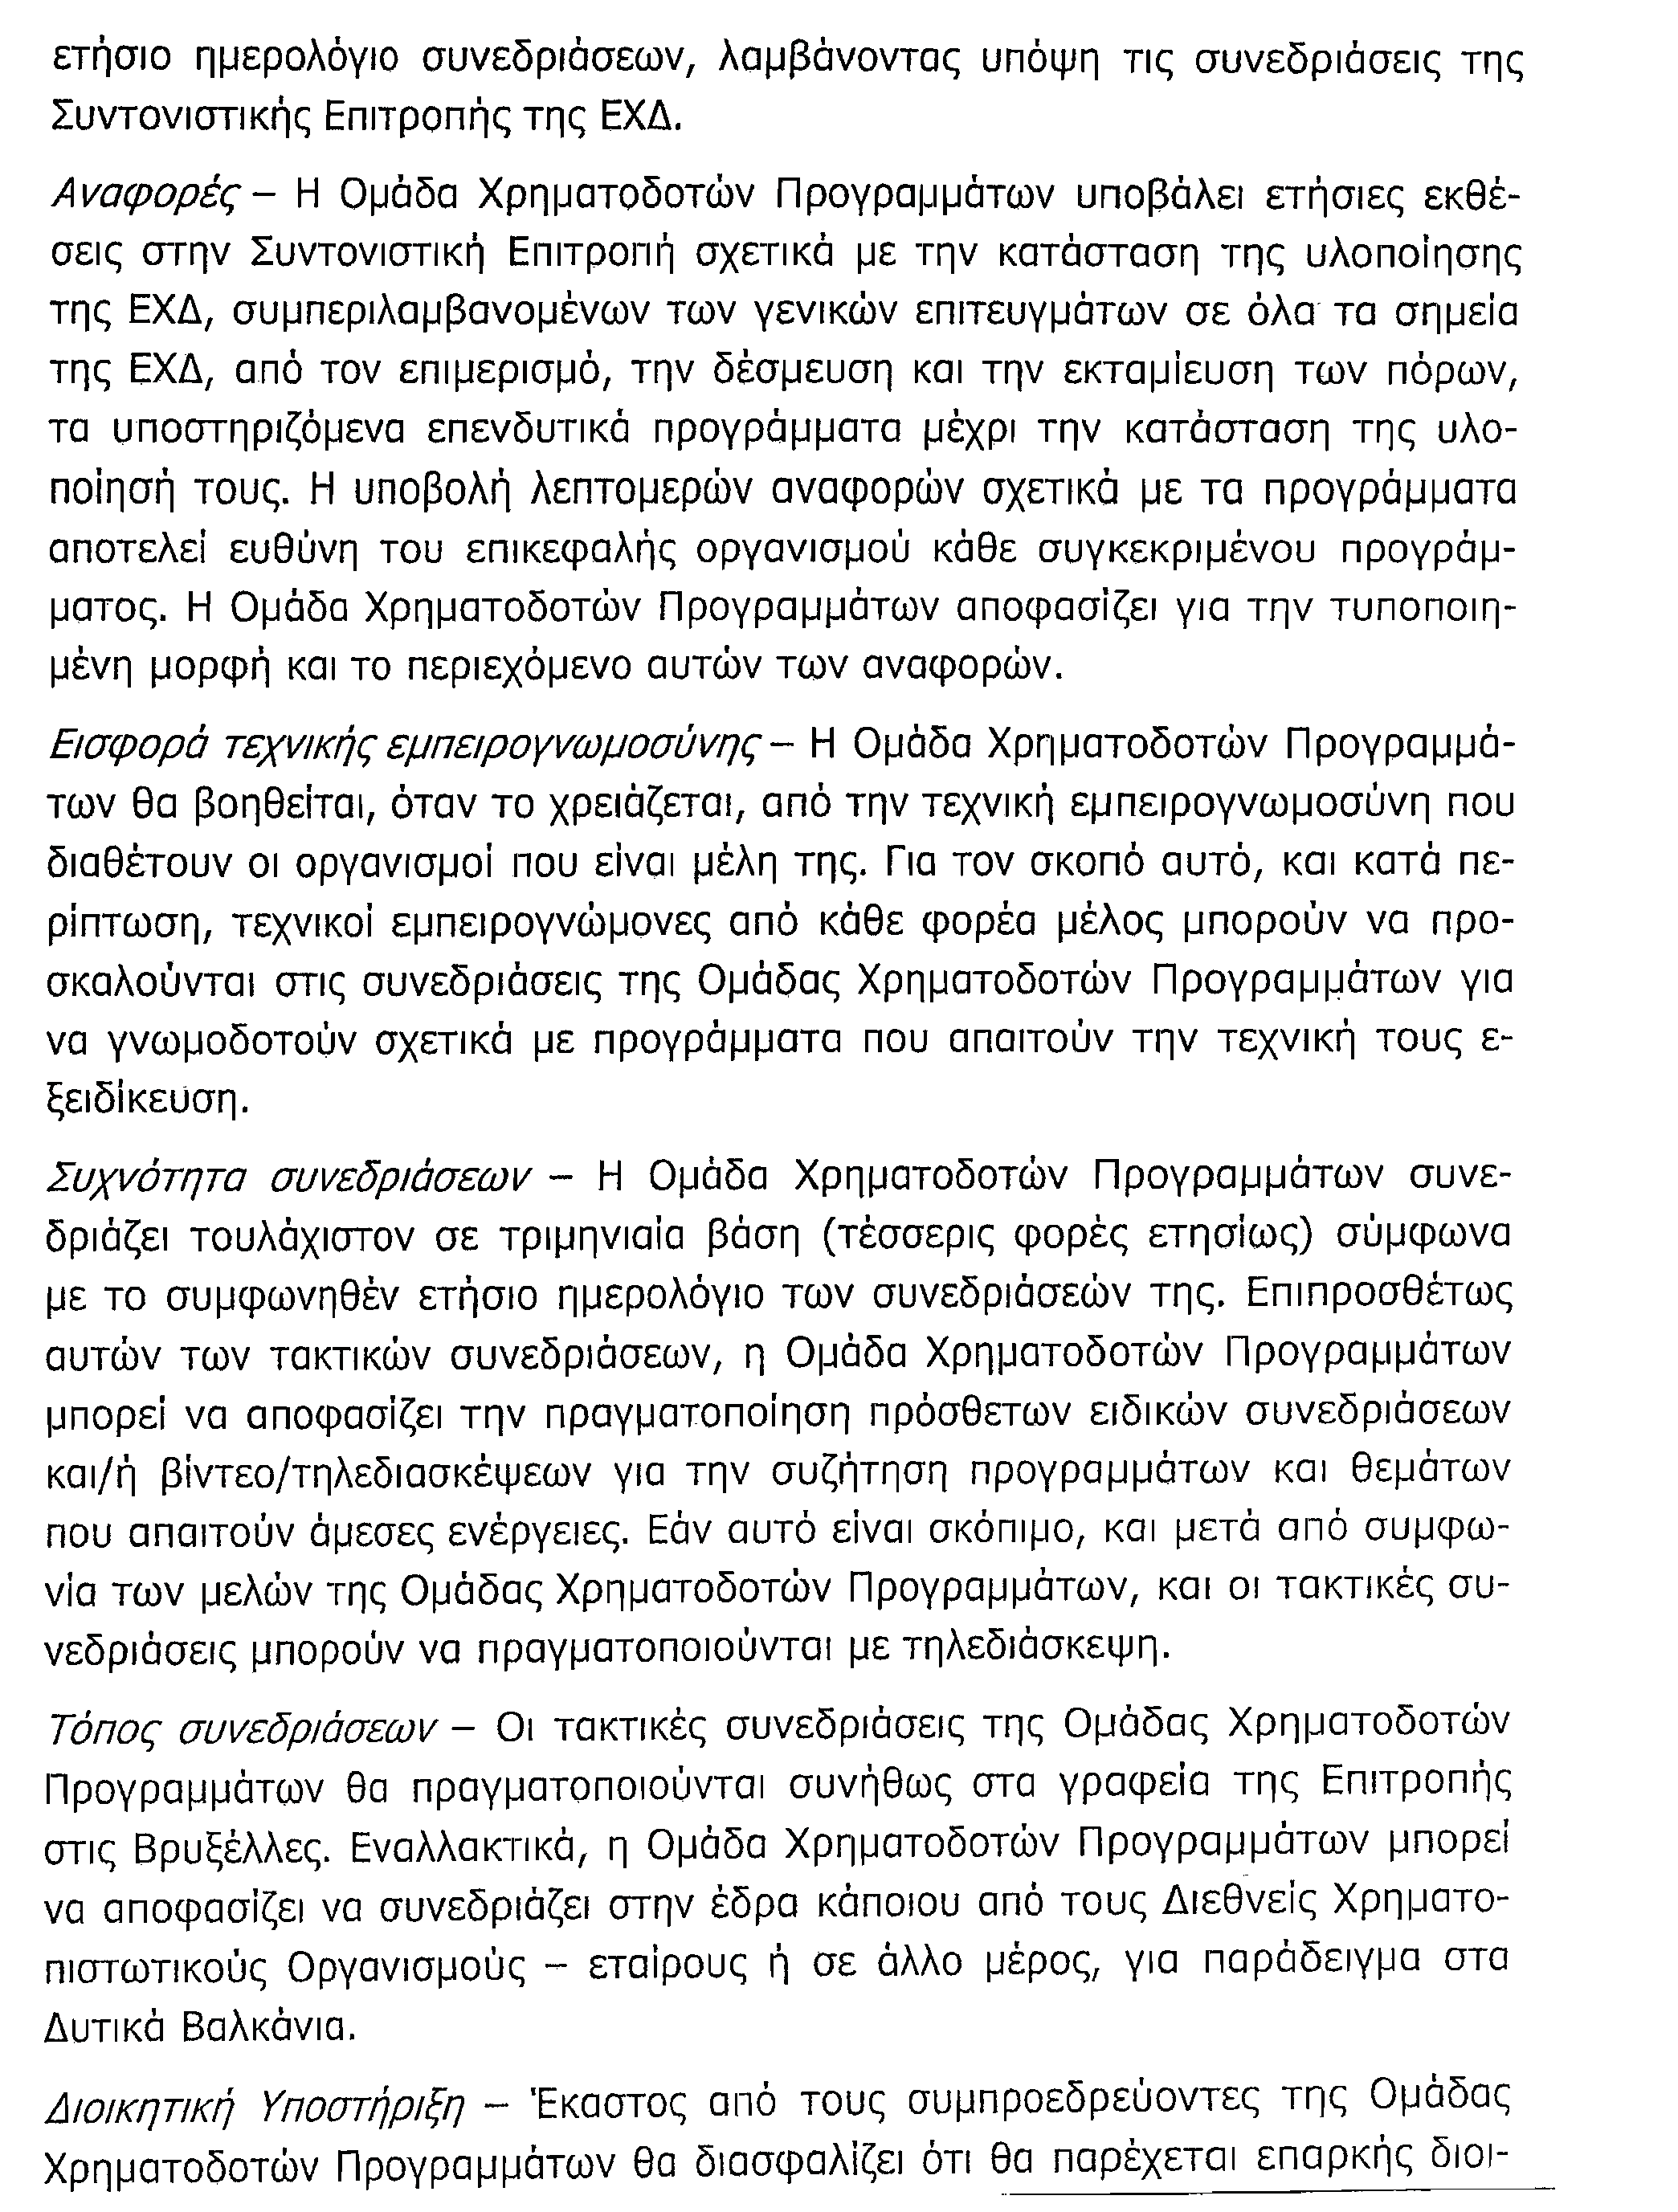 ετήσιο ημερολόγιο συνεδριάσεων, λαμβάνοντας υπόψη τις συνεδριάσεις της
Συντονιστικής Επιτροπής της ΕΧΔ.
Αναφορές – Η Ομάδα Χρηματοδοτών Προγραμμάτων υποβάλει ετήσιες εκθέ-
σεις στην Συντονιστική Επιτροπή σχετικά με την κατάσταση της υλοποίησης
της ΕΧΔ, συμπεριλαμβανομένων των γενικών επιτευγμάτων σε όλα τα σημεία
της ΕΧΔ, από τον επιμερισμό, την δέσμευση και την εκταμίευση των πόρων,
τα υποστηριζόμενα επενδυτικά προγράμματα μέχρι την κατάσταση της υλο-
ποίησή τους. Η υποβολή λεπτομερών αναφορών σχετικά με τα προγράμματα
αποτελεί ευθύνη του επικεφαλής οργανισμού κάθε συγκεκριμένου προγράμ-
ματος. Η Ομάδα Χρηματοδοτών Προγραμμάτων αποφασίζει για την τυποποιη-
μένη μορφή και το περιεχόμενο αυτών των αναφορών.
Εισφορά τεχνικής εμπειρογνωμοσύνης – Η Ομάδα Χρηματοδοτών Προγραμμά-
των θα βοηθείται, όταν το χρειάζεται, από την τεχνική εμπειρογνωμοσύνη που
διαθέτουν οι οργανισμοί που είναι μέλη της. Για τον σκοπό αυτό, και κατά πε-
ρίπτωση, τεχνικοί εμπειρογνώμονες από κάθε φορέα μέλος μπορούν να προ-
σκαλούνται στις συνεδριάσεις της Ομάδας Χρηματοδοτών Προγραμμάτων για
να γνωμοδοτούν σχετικά με προγράμματα που απαιτούν την τεχνική τους ε-
ξειδίκευση.
Συχνότητα συνεδριάσεων – Η Ομάδα Χρηματοδοτών Προγραμμάτων συνε-
δριάζει τουλάχιστον σε τριμηνιαία βάση (τέσσερις φορές ετησίως) σύμφωνα
με το συμφωνηθέν ετήσιο ημερολόγιο των συνεδριάσεών της. Επιπροσθέτως
αυτών των τακτικών συνεδριάσεων, η Ομάδα Χρηματοδοτών Προγραμμάτων
μπορεί να αποφασίζει την πραγματοποίηση πρόσθετων ειδικών συνεδριάσεων
και/ή βίντεο/τηλεδιασκέψεων για την συζήτηση προγραμμάτων και θεμάτων
που απαιτούν άμεσες ενέργειες. Εάν αυτό είναι σκόπιμο, και μετά από συμφω-
νία των μελών της Ομάδας Χρηματοδοτών Προγραμμάτων, και οι τακτικές συ-
νεδριάσεις μπορούν να πραγματοποιούνται με τηλεδιάσκεψη.
Τόπος συνεδριάσεων – Οι τακτικές συνεδριάσεις της Ομάδας Χρηματοδοτών
Προγραμμάτων θα πραγματοποιούνται συνήθως στα γραφεία της Επιτροπής
στις Βρυξέλλες. Εναλλακτικά, η Ομάδα Χρηματοδοτών Προγραμμάτων μπορεί
να αποφασίζει να συνεδριάζει στην έδρα κάποιου από τους Διεθνείς Χρηματο-
πιστωτικούς Οργανισμούς – εταίρους ή σε άλλο μέρος, για παράδειγμα στα
Δυτικά Βαλκάνια.
Διοικητική Υποστήριξη – Έκαστος από τους συμπροεδρεύοντες της Ομάδας
Χρηματοδοτών Προγραμμάτων θα διασφαλίζει ότι θα παρέχεται επαρκής διοι-